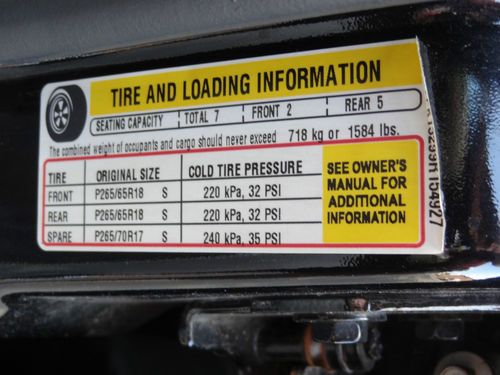 TIRE AND LOADING INFORMATION
SEATING CAPACITY TOTAL 7 FRONT 2 REAR 5
The combined weight of occupants and cargo should never exceed 718 kg or 1584 lbs.
TIRE ORIGINAL SIZE COLD TIRE PRESSURE
FRONT P265/65R18 S 220 kPa, 32 PSI
REAR P265/65R18 S 220 kPa, 32 PSI
SPARE P265/70R17 S 240 kPa, 35 PSI
SEE OWNER'S
MANUAL FOR
ADDITIONAL
INFORMATION